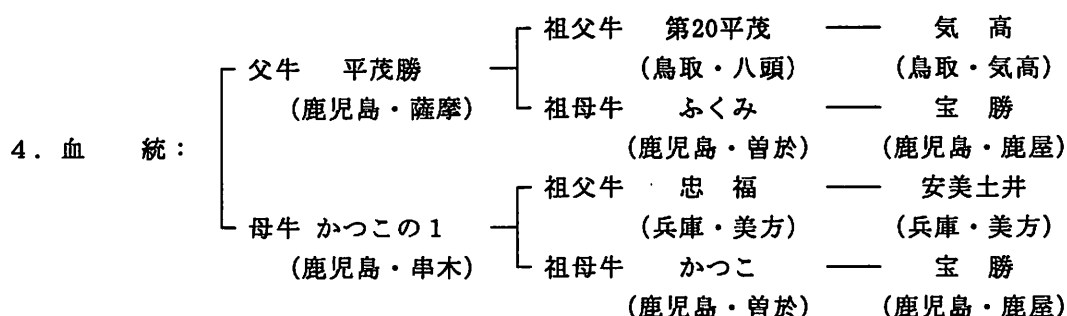 祖父牛 第20平茂 ── 気 高
父牛 平茂勝 (鳥取・八頭) (鳥取・気高)
(鹿児島・薩摩) 祖母牛 ふくみ ── 宝 勝
4. 血 統: (鹿児島・曽於) (鹿児島・鹿屋)
祖父牛 忠 福 ── 安美土井
母牛 かつこの1 (兵庫・美方) (兵庫・美方)
(鹿児島・串木) 祖母牛 かつこ ── 宝 勝
(鹿児島・曽於) (鹿児島・鹿屋)